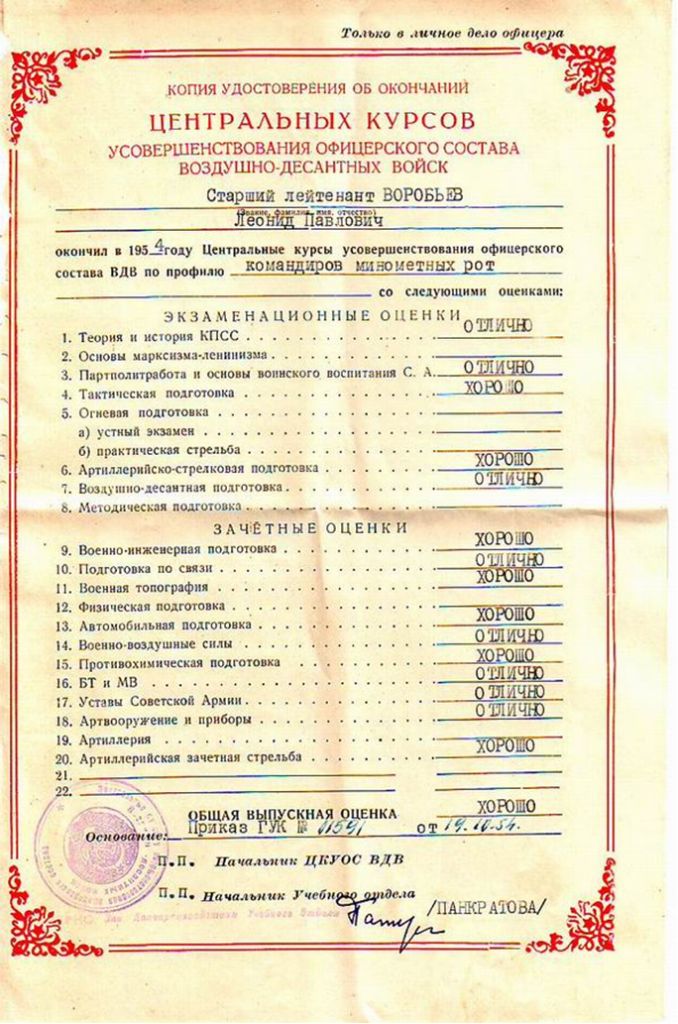 Только в личное дело офицера
КОПИЯ УДОСТОВЕРЕНИЯ ОБ ОКОНЧАНИИ
ЦЕНТРАЛЬНЫХ КУРСОВ
УСОВЕРШЕНСТВОВАНИЯ ОФИЦЕРСКОГО СОСТАВА
ВОЗДУШНО-ДЕСАНТНЫХ ВОЙСК
Старший лейтенант ВОРОБЬЕВ
(Звание, фамилия, имя, отчество)
Леонид Павлович
окончил в 1954 году Центральные курсы усовершенствования офицерского
состава ВДВ по профилю командиров минометных рот
со следующими оценками:
ЭКЗАМЕНАЦИОННЫЕ ОЦЕНКИ
1. Теория и история КПСС . . . ОТЛИЧНО
2. Основы марксизма-ленинизма . . .
3. Партполитработа и основы воинского воспитания С. А. ОТЛИЧНО
4. Тактическая подготовка . . . ХОРОШО
5. Огневая подготовка . . .
а) устный экзамен . . .
б) практическая стрельба . . .
6. Артиллерийско-стрелковая подготовка . . . ХОРОШО
7. Воздушно-десантная подготовка . . . ОТЛИЧНО
8. Методическая подготовка . . .
ЗАЧЁТНЫЕ ОЦЕНКИ
9. Военно-инженерная подготовка . . . ХОРОШО
10. Подготовка по связи . . . ОТЛИЧНО
11. Военная топография . . . ХОРОШО
12. Физическая подготовка . . .
13. Автомобильная подготовка . . . ХОРОШО
14. Военно-воздушные силы . . . ОТЛИЧНО
15. Противохимическая подготовка . . . ХОРОШО
16. БТ и МВ . . . ОТЛИЧНО
17. Уставы Советской Армии . . . ОТЛИЧНО
18. Артвооружение и приборы . . . ОТЛИЧНО
19. Артиллерия . . .
20. Артиллерийская зачетная стрельба . . . ХОРОШО
21.
22.
ОБЩАЯ ВЫПУСКНАЯ ОЦЕНКА ХОРОШО
Основание: Приказ ГУК № 01591 от 19.10.54.
П.П. Начальник ЦКУОС ВДВ
П.П. Начальник Учебного отдела
/ПАНКРАТОВА/